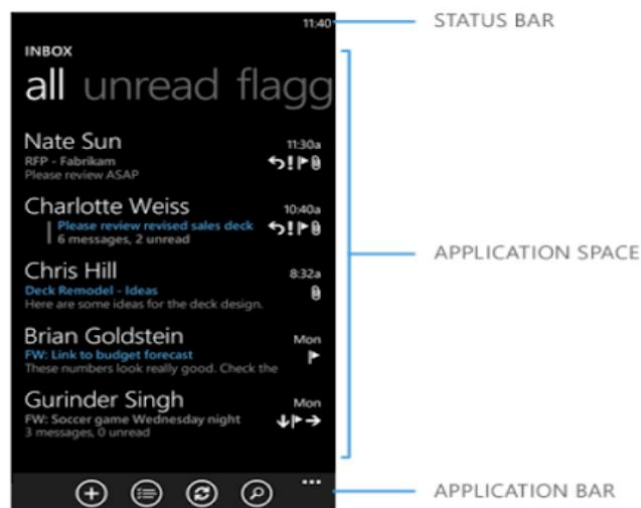 11:40
STATUS BAR
INBOX
all unread flagg
Nate Sun
11:30a
RFP - Fabrikam
Please review ASAP
Charlotte Weiss
10:40a
Please review revised sales deck
6 messages, 2 unread
Chris Hill
8:32a
Deck Remodel - Ideas
Here are some ideas for the deck design.
APPLICATION SPACE
Brian Goldstein
Mon
FW: Link to budget forecast
These numbers look really good. Check the
Gurinder Singh
Mon
FW: Soccer game Wednesday night
3 messages, 0 unread
APPLICATION BAR